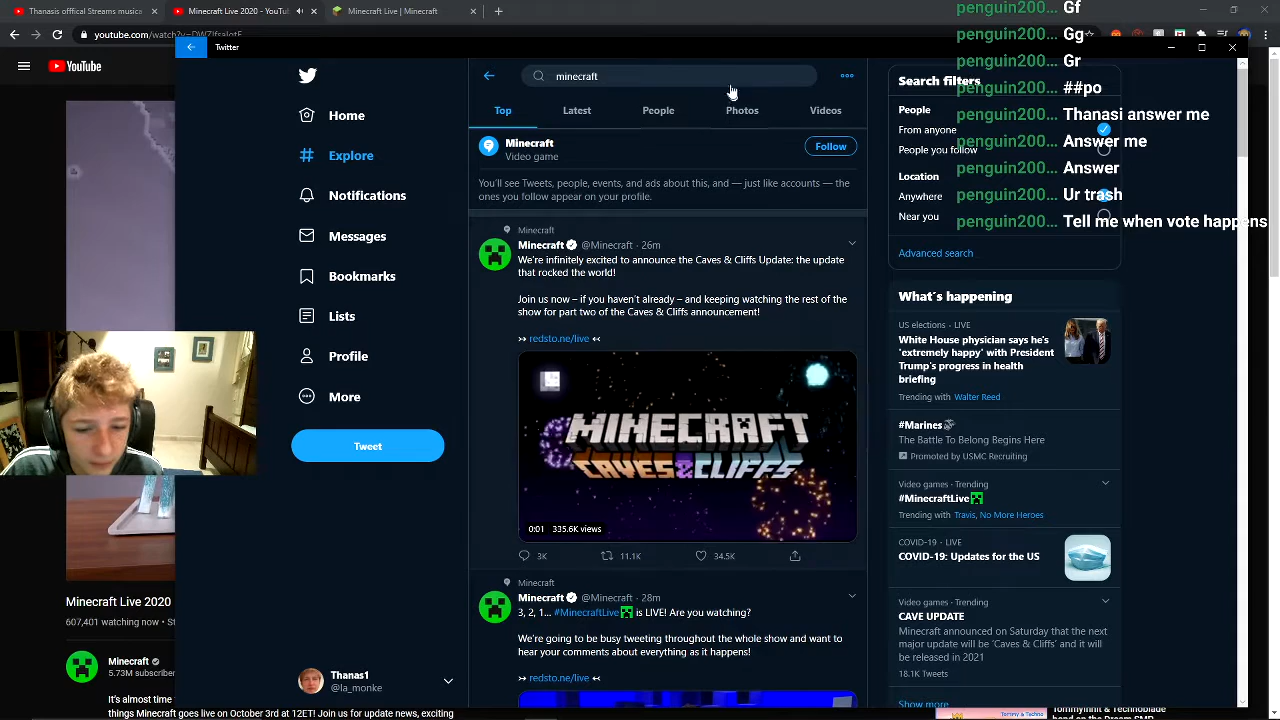 Thanasis offical Streams musics
Minecraft Live 2020 - YouTube
Minecraft Live | Minecraft
youtube.com/watch?v=DWZIfsaIotE
Twitter
YouTube
Home
Explore
Notifications
Messages
Bookmarks
Lists
Profile
More
Tweet
Thanas1
@la_monke
minecraft
Top
Latest
People
Photos
Videos
Minecraft
Video game
Follow
You'll see Tweets, people, events, and ads about this, and — just like accounts — the
ones you follow appear on your profile.
Minecraft
Minecraft @Minecraft · 26m
We're infinitely excited to announce the Caves & Cliffs Update: the update
that rocked the world!
Join us now – if you haven't already – and keeping watching the rest of the
show for part two of the Caves & Cliffs announcement!
redsto.ne/live
MINECRAFT
CAVES & CLIFFS
0:01 335.6K views
3K
11.1K
34.5K
Minecraft
Minecraft @Minecraft · 28m
3, 2, 1... #MinecraftLive is LIVE! Are you watching?
We're going to be busy tweeting throughout the whole show and want to
hear your comments about everything as it happens!
redsto.ne/live
penguin200... Gf
penguin200... Gg
penguin200... Gr
penguin200... ##po
penguin200... Thanasi answer me
penguin200... Answer me
penguin200... Answer
penguin200... Ur trash
penguin200... Tell me when vote happens
Search filters
People
From anyone
People you follow
Location
Anywhere
Near you
Advanced search
What's happening
US elections · LIVE
White House physician says he's
'extremely happy' with President
Trump's progress in health
briefing
Trending with Walter Reed
#Marines
The Battle To Belong Begins Here
Promoted by USMC Recruiting
Video games · Trending
#MinecraftLive
Trending with Travis, No More Heroes
COVID-19 · LIVE
COVID-19: Updates for the US
Video games · Trending
CAVE UPDATE
Minecraft announced on Saturday that the next
major update will be 'Caves & Cliffs' and it will
be released in 2021
18.1K Tweets
Show more
Minecraft Live 2020
607,401 watching now • St
Minecraft
5.73M subscriber
It's almost time
things Minecraft goes live on October 3rd at 12ET! Join us for update news, exciting
Tommy & Techno
TommyInnit & Technoblade